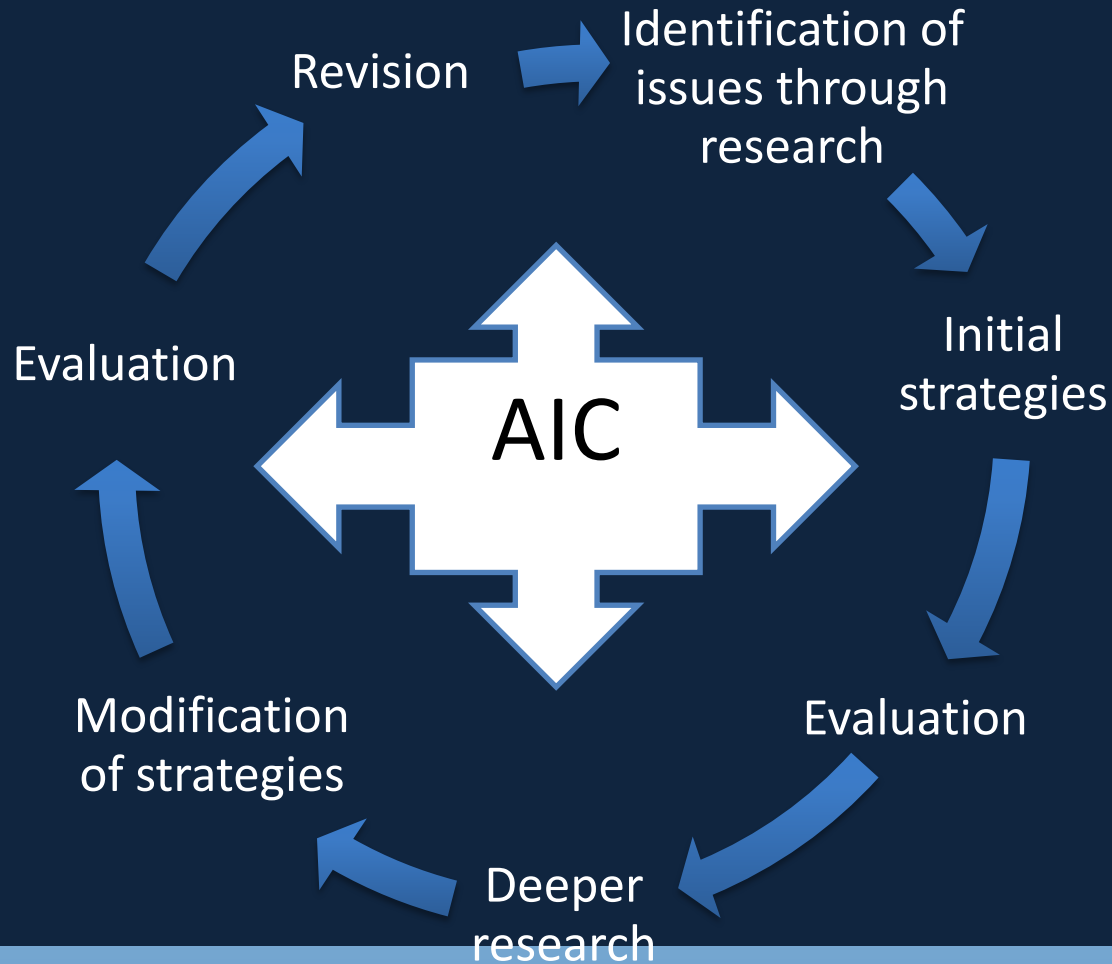 Identification of
issues through
research
Initial
strategies
Evaluation
Deeper
research
Modification
of strategies
Evaluation
Revision
AIC